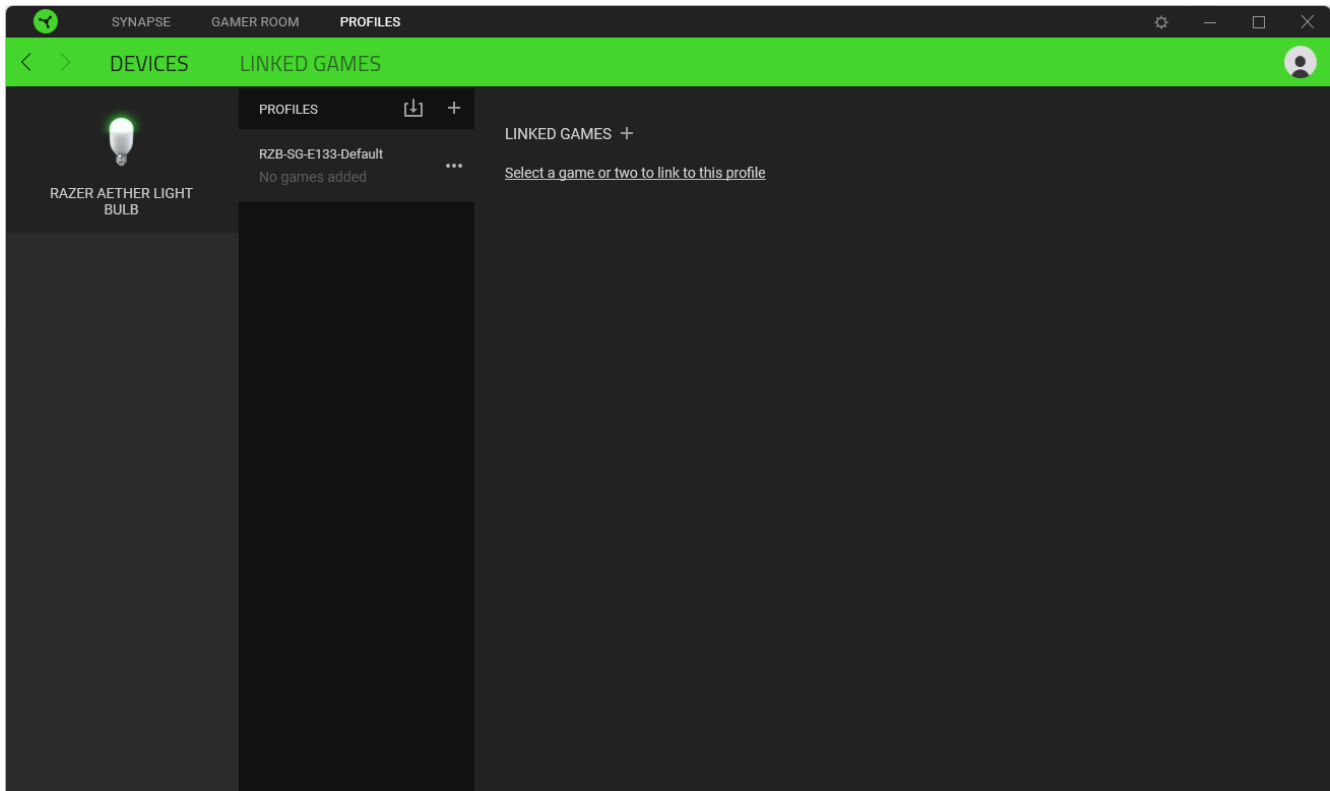 SYNAPSE GAMER ROOM PROFILES
DEVICES LINKED GAMES
RAZER AETHER LIGHT
BULB
PROFILES
RZB-SG-E133-Default
No games added
LINKED GAMES
Select a game or two to link to this profile